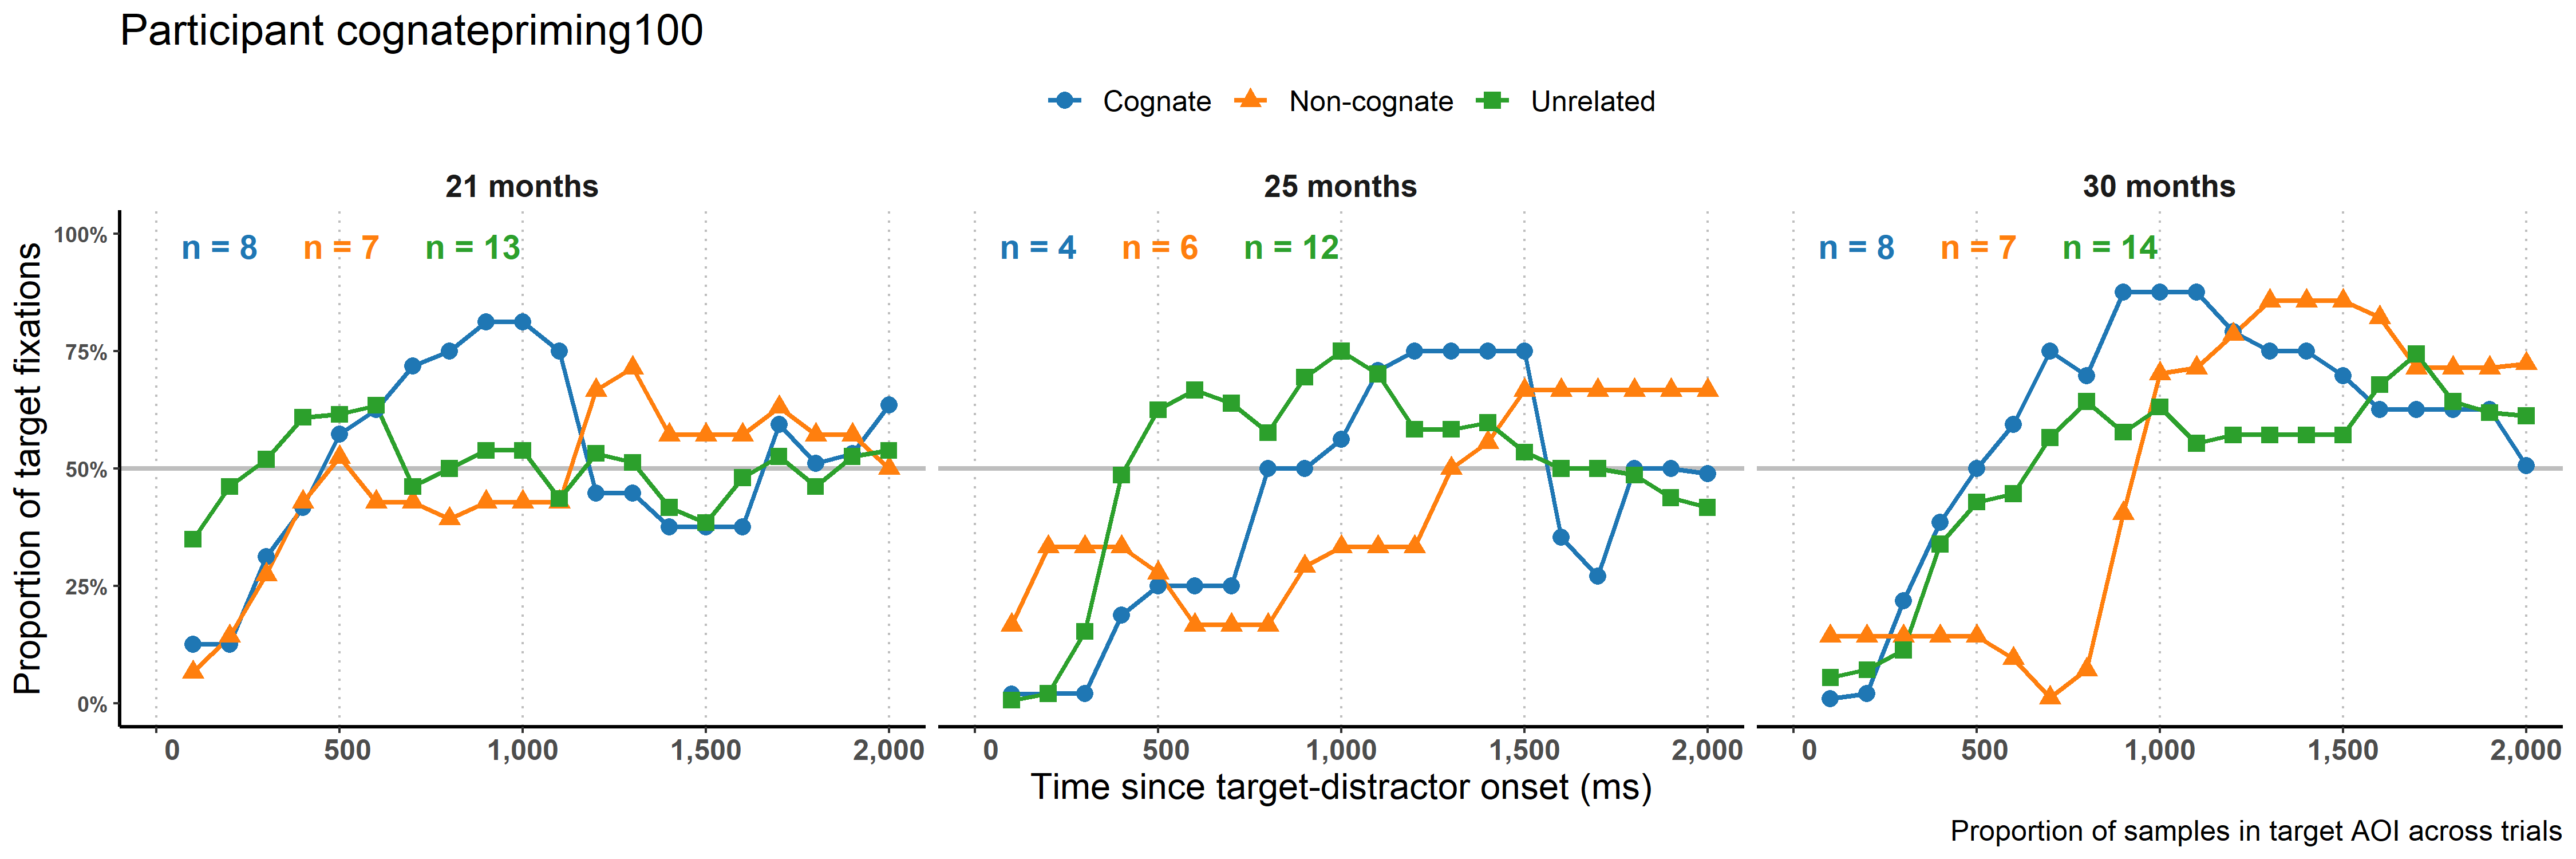 Participant cognatepriming100
Cognate Non-cognate Unrelated
21 months 25 months 30 months
n = 8 n = 7 n = 13 n = 4 n = 6 n = 12 n = 8 n = 7 n = 14
Proportion of target fixations
100%
75%
50%
25%
0%
0 500 1,000 1,500 2,000 0 500 1,000 1,500 2,000 0 500 1,000 1,500 2,000
Time since target-distractor onset (ms)
Proportion of samples in target AOI across trials